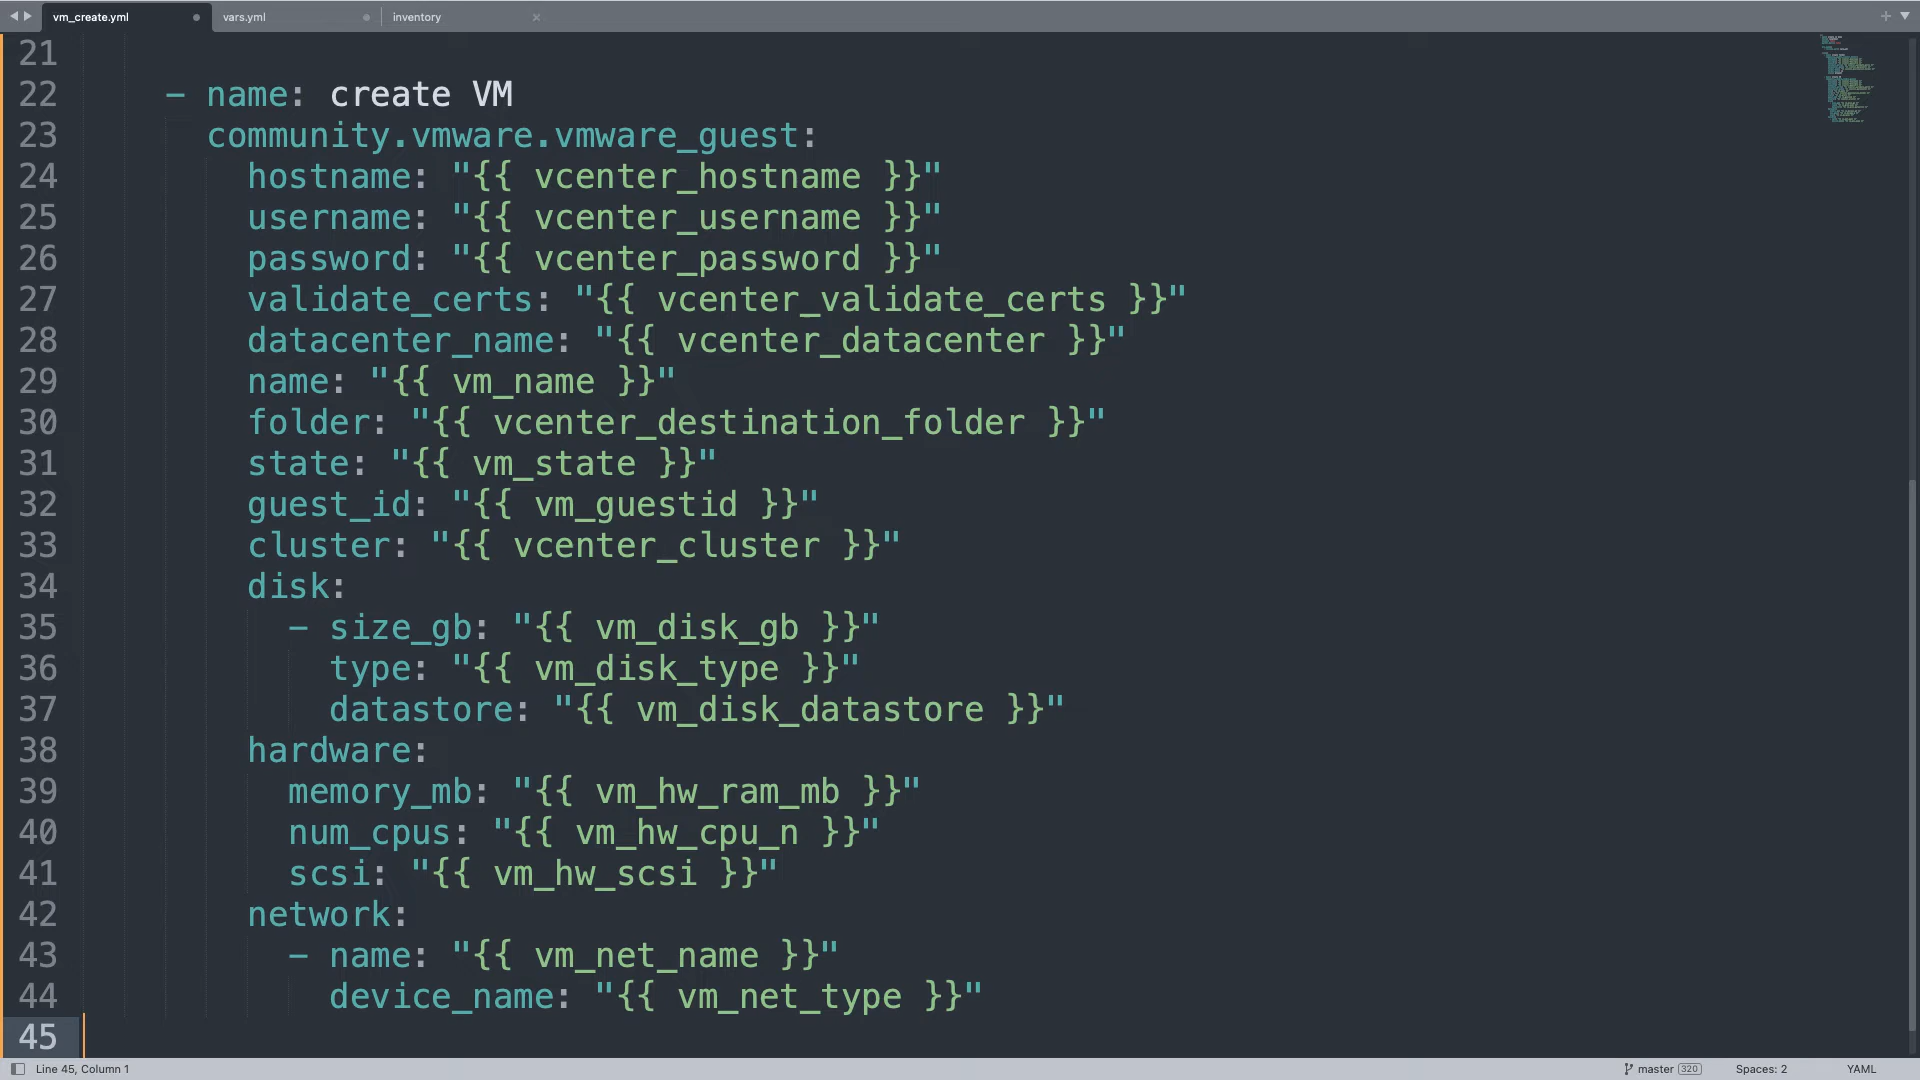 vm_create.yml vars.yml inventory
21
22 - name: create VM
23 community.vmware.vmware_guest:
24 hostname: "{{ vcenter_hostname }}"
25 username: "{{ vcenter_username }}"
26 password: "{{ vcenter_password }}"
27 validate_certs: "{{ vcenter_validate_certs }}"
28 datacenter_name: "{{ vcenter_datacenter }}"
29 name: "{{ vm_name }}"
30 folder: "{{ vcenter_destination_folder }}"
31 state: "{{ vm_state }}"
32 guest_id: "{{ vm_guestid }}"
33 cluster: "{{ vcenter_cluster }}"
34 disk:
35 - size_gb: "{{ vm_disk_gb }}"
36 type: "{{ vm_disk_type }}"
37 datastore: "{{ vm_disk_datastore }}"
38 hardware:
39 memory_mb: "{{ vm_hw_ram_mb }}"
40 num_cpus: "{{ vm_hw_cpu_n }}"
41 scsi: "{{ vm_hw_scsi }}"
42 network:
43 - name: "{{ vm_net_name }}"
44 device_name: "{{ vm_net_type }}"
45
Line 45, Column 1 master 320 Spaces: 2 YAML